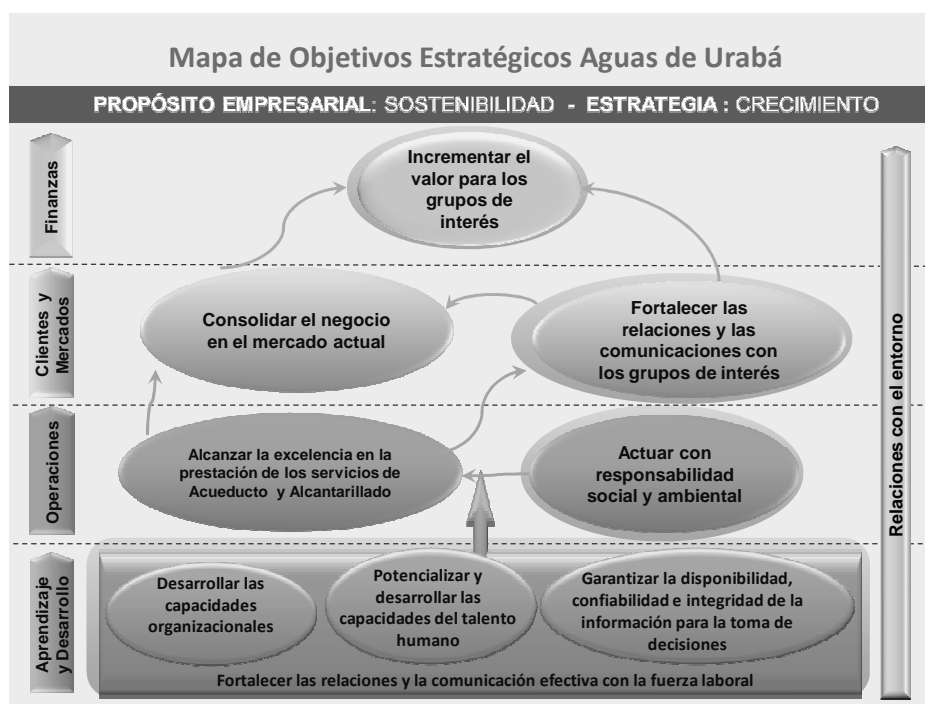 Mapa de Objetivos Estratégicos Aguas de Urabá
PROPÓSITO EMPRESARIAL: SOSTENIBILIDAD - ESTRATEGIA : CRECIMIENTO
Finanzas
Incrementar el
valor para los
grupos de
interés
Clientes y
Mercados
Consolidar el negocio
en el mercado actual
Fortalecer las
relaciones y las
comunicaciones con
los grupos de interés
Operaciones
Alcanzar la excelencia en la
prestación de los servicios de
Acueducto y Alcantarillado
Actuar con
responsabilidad
social y ambiental
Aprendizaje
y Desarrollo
Desarrollar las
capacidades
organizacionales
Potencializar y
desarrollar las
capacidades del talento
humano
Garantizar la disponibilidad,
confiabilidad e integridad de la
información para la toma de
decisiones
Fortalecer las relaciones y la comunicación efectiva con la fuerza laboral
Relaciones con el entorno